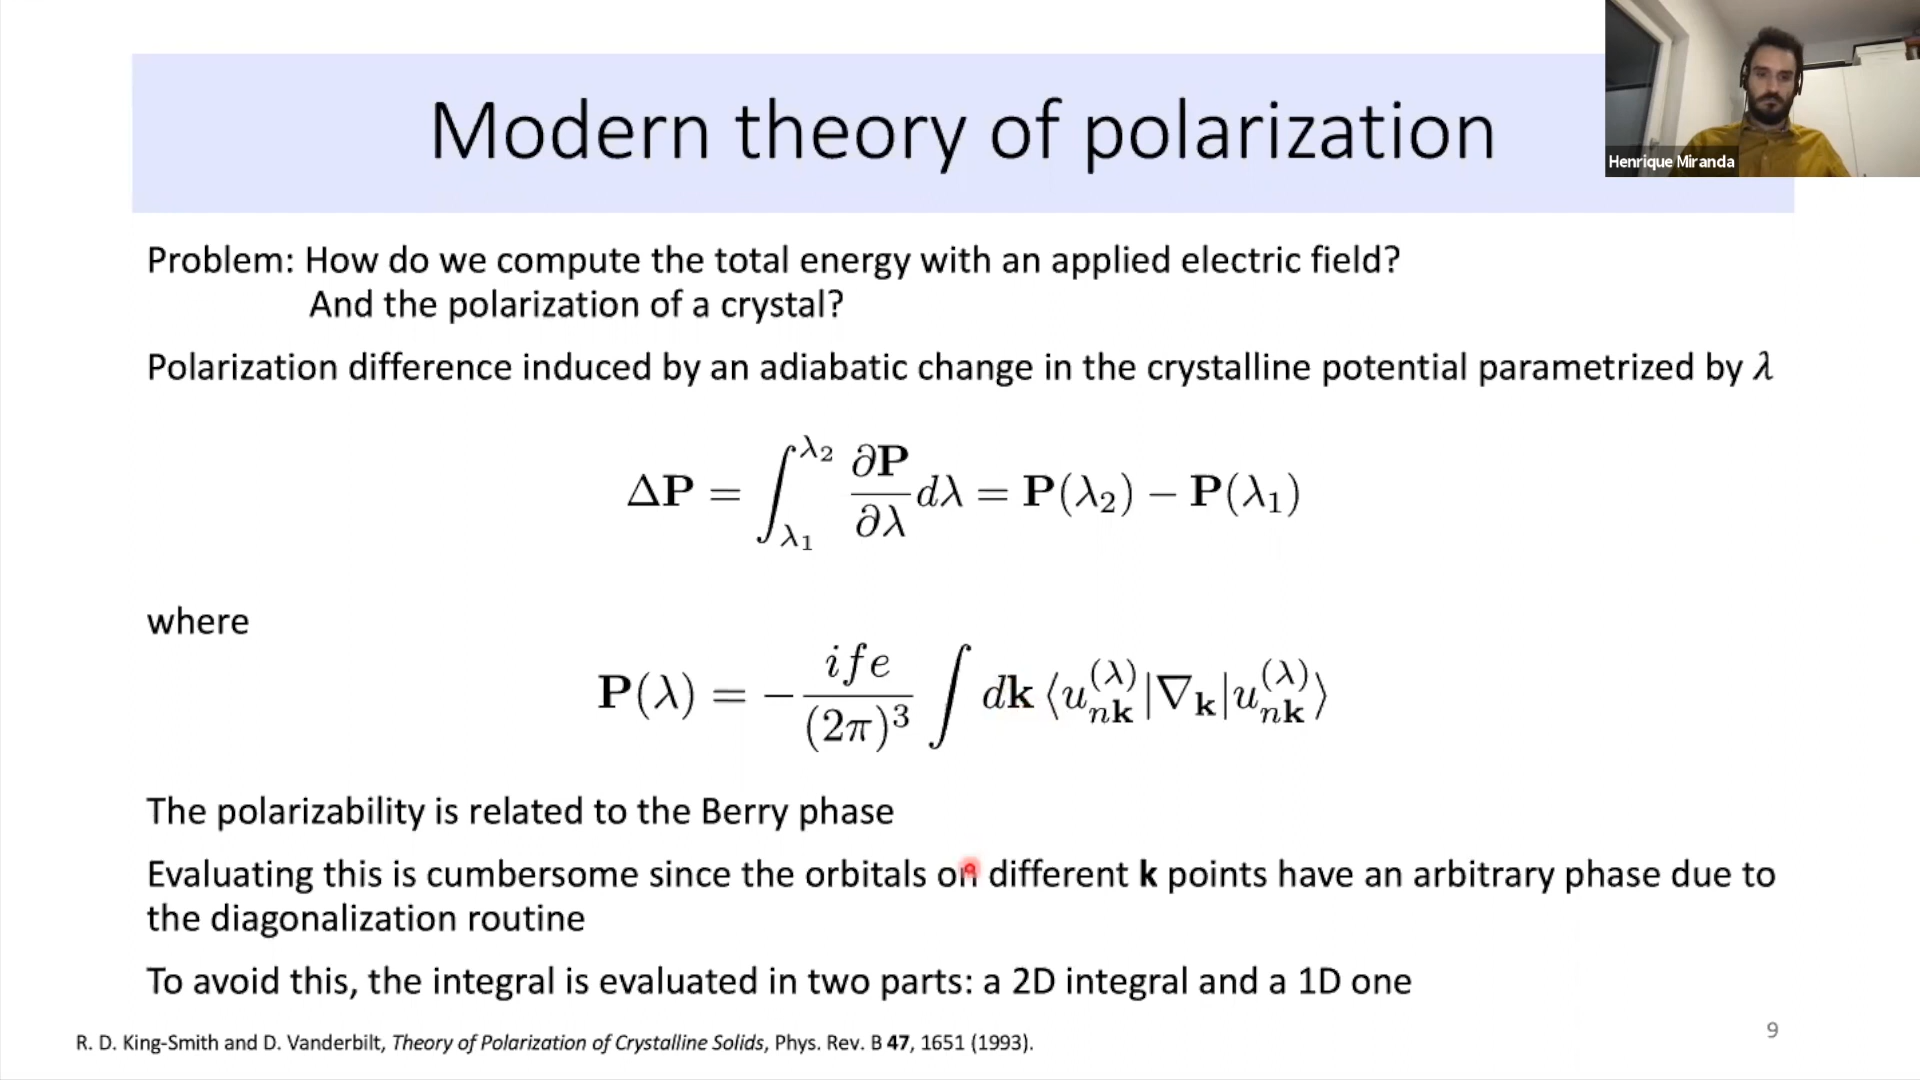 Modern theory of polarization
Henrique Miranda
Problem: How do we compute the total energy with an applied electric field?
And the polarization of a crystal?
Polarization difference induced by an adiabatic change in the crystalline potential parametrized by λ
ΔP = ∫_{λ₁}^{λ₂} ∂P/∂λ dλ = P(λ₂) − P(λ₁)
where
P(λ) = − ife/(2π)³ ∫ dk ⟨u_{nk}^{(λ)}|∇_k|u_{nk}^{(λ)}⟩
The polarizability is related to the Berry phase
Evaluating this is cumbersome since the orbitals on different k points have an arbitrary phase due to
the diagonalization routine
To avoid this, the integral is evaluated in two parts: a 2D integral and a 1D one
R. D. King-Smith and D. Vanderbilt, Theory of Polarization of Crystalline Solids, Phys. Rev. B 47, 1651 (1993).
9